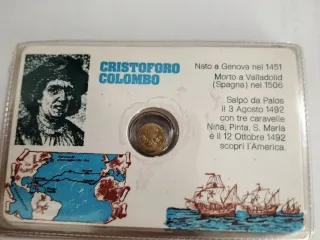 CRISTOFORO
COLOMBO
Nato a Genova nel 1451
Morto a Valladolid
(Spagna) nel 1506
Salpò da Palos
il 3 Agosto 1492
con tre caravelle
Niña, Pinta, S. Maria
e il 12 Ottobre 1492
scoprì l'America.